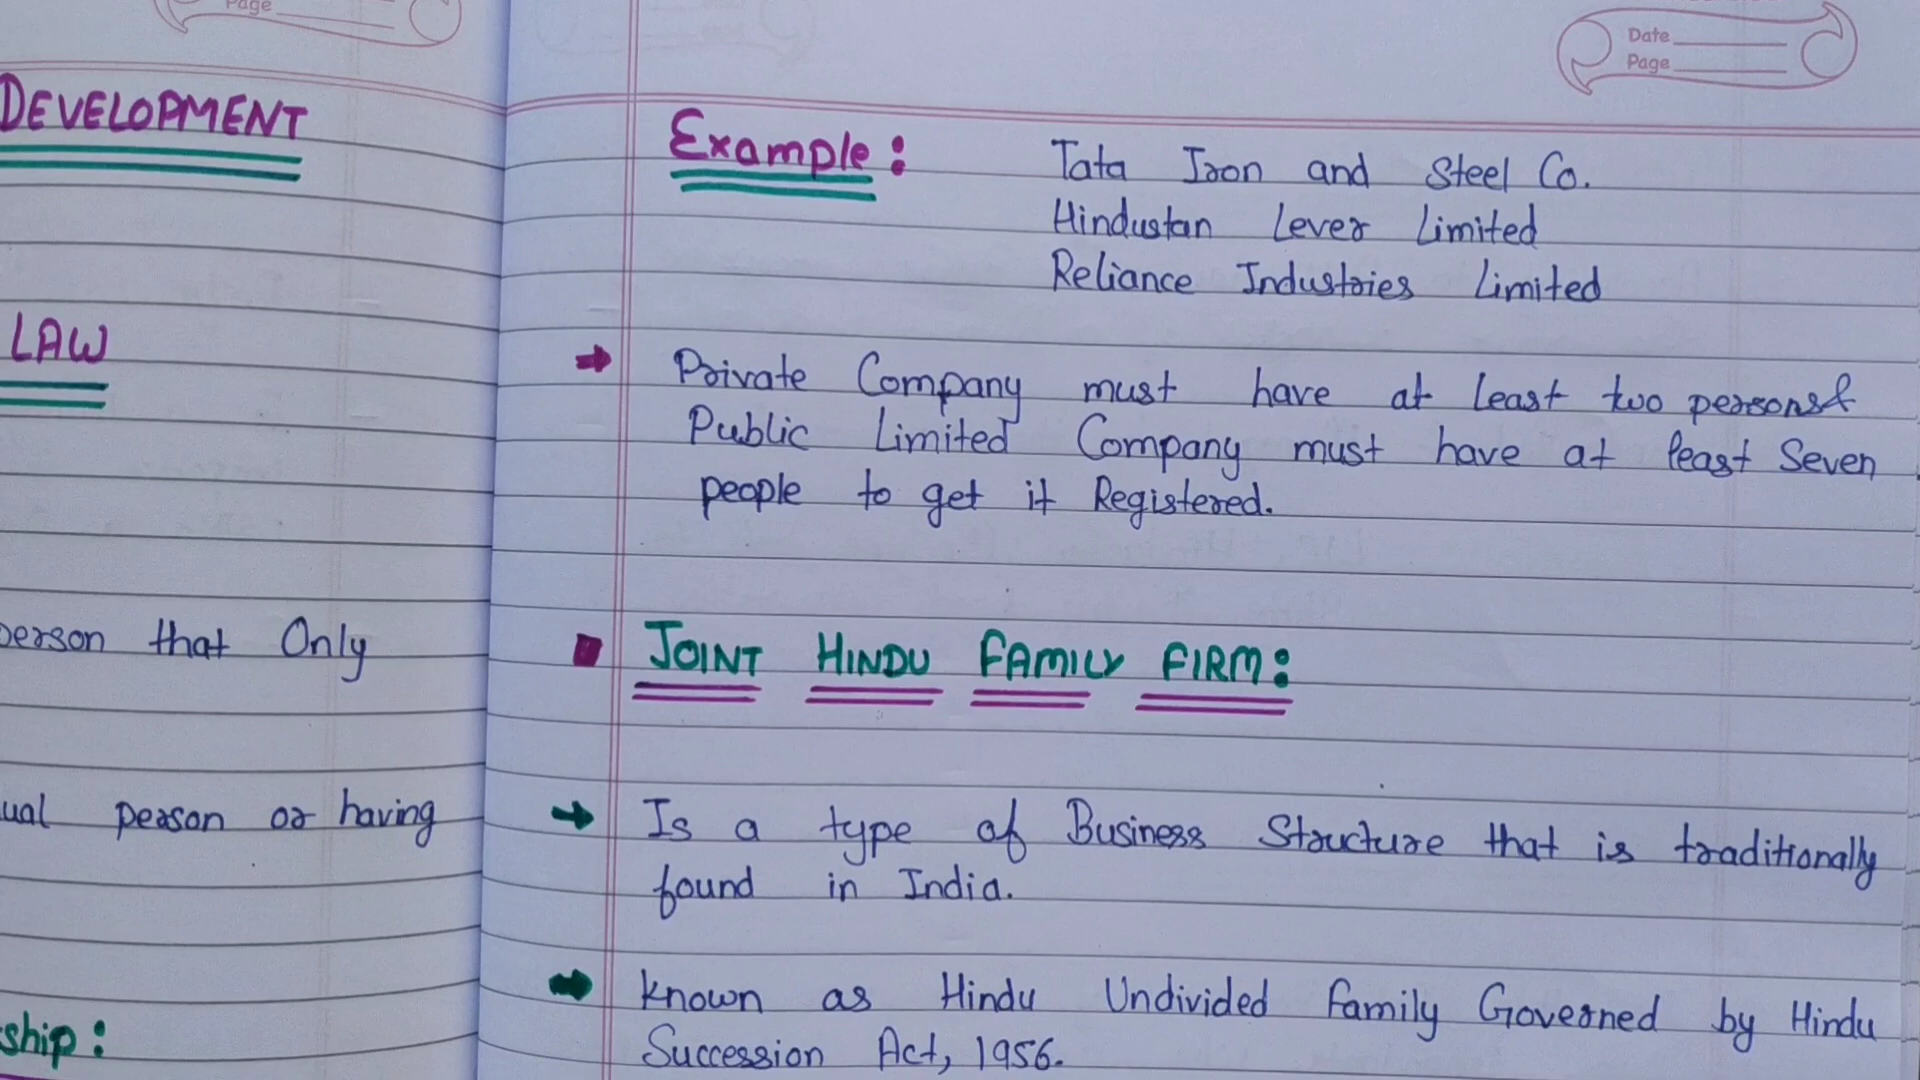 Page
DEVELOPMENT
LAW
person that Only
ual person or having
ship:
Date
Page
Example: Tata Iron and Steel Co.
Hindustan Lever Limited
Reliance Industries Limited
→ Private Company must have at least two persons &
Public Limited Company must have at least Seven
people to get it Registered.
JOINT HINDU FAMILY FIRM:
→ Is a type of Business Structure that is traditionally
found in India.
→ Known as Hindu Undivided Family Governed by Hindu
Succession Act, 1956.